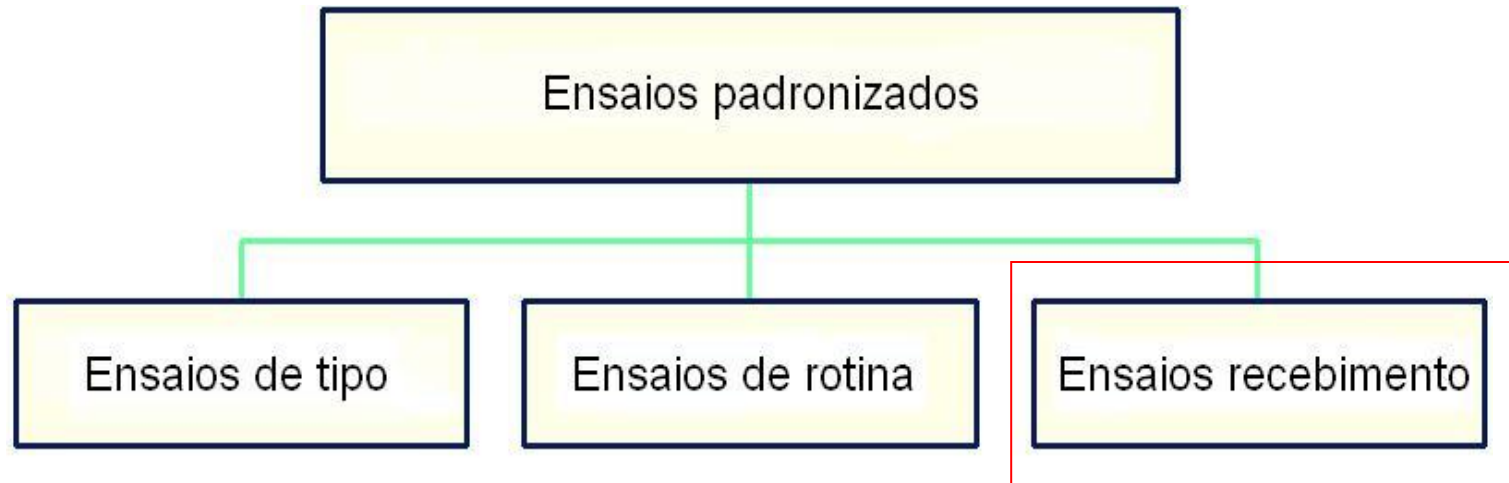 Ensaios padronizados
Ensaios de tipo
Ensaios de rotina
Ensaios recebimento